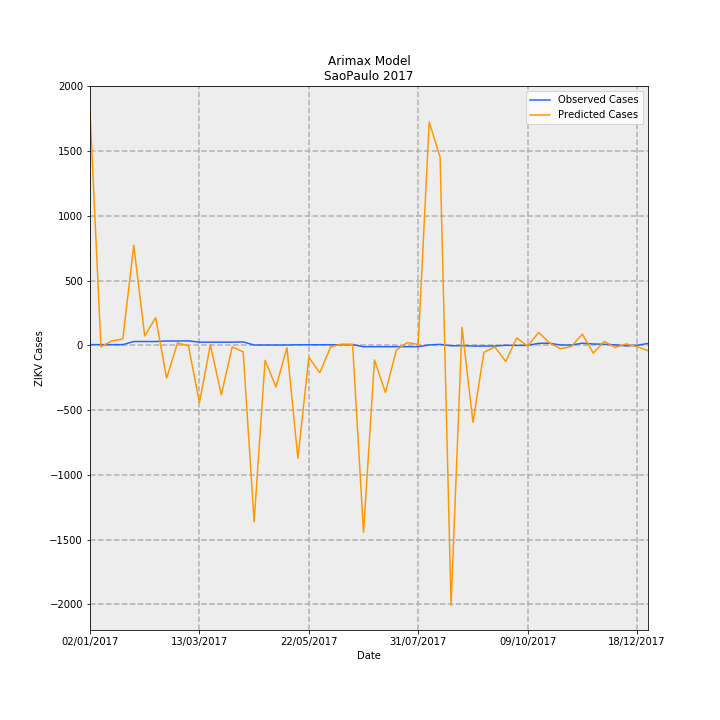 Arimax Model
SaoPaulo 2017
Observed Cases
Predicted Cases
ZIKV Cases
2000
1500
1000
500
0
−500
−1000
−1500
−2000
02/01/2017
13/03/2017
22/05/2017
31/07/2017
09/10/2017
18/12/2017
Date